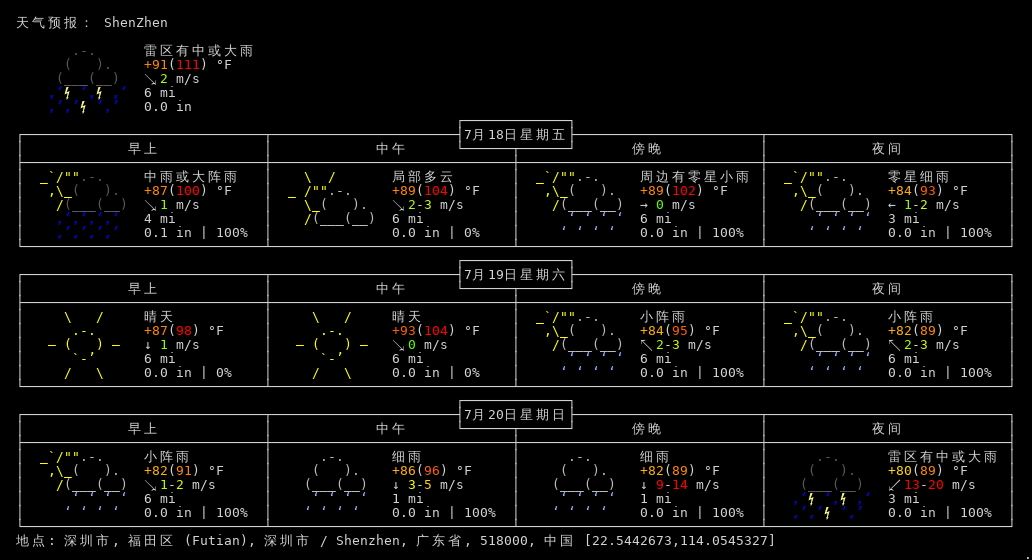 天气预报： ShenZhen
雷区有中或大雨
+91(111) °F
↘ 2 m/s
6 mi
0.0 in
7月18日星期五
早上 中午 傍晚 夜间
中雨或大阵雨 局部多云 周边有零星小雨 零星细雨
+87(100) °F +89(104) °F +89(102) °F +84(93) °F
↘ 1 m/s ↘ 2-3 m/s → 0 m/s ← 1-2 m/s
4 mi 6 mi 6 mi 3 mi
0.1 in | 100% 0.0 in | 0% 0.0 in | 100% 0.0 in | 100%
7月19日星期六
早上 中午 傍晚 夜间
晴天 晴天 小阵雨 小阵雨
+87(98) °F +93(104) °F +84(95) °F +82(89) °F
↓ 1 m/s ↘ 0 m/s ↖ 2-3 m/s ↖ 2-3 m/s
6 mi 6 mi 6 mi 6 mi
0.0 in | 0% 0.0 in | 0% 0.0 in | 100% 0.0 in | 100%
7月20日星期日
早上 中午 傍晚 夜间
小阵雨 细雨 细雨 雷区有中或大雨
+82(91) °F +86(96) °F +82(89) °F +80(89) °F
↘ 1-2 m/s ↓ 3-5 m/s ↓ 9-14 m/s ↙ 13-20 m/s
6 mi 1 mi 1 mi 3 mi
0.0 in | 100% 0.0 in | 100% 0.0 in | 100% 0.0 in | 100%
地点: 深圳市, 福田区 (Futian), 深圳市 / Shenzhen, 广东省, 518000, 中国 [22.5442673,114.0545327]